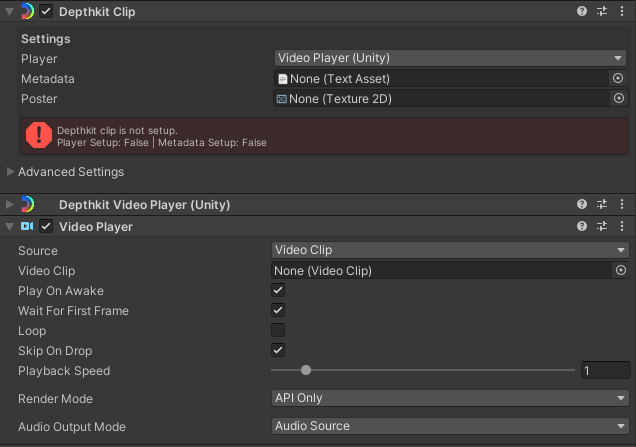 Depthkit Clip
Settings
Player Video Player (Unity)
Metadata None (Text Asset)
Poster None (Texture 2D)
Depthkit clip is not setup.
Player Setup: False | Metadata Setup: False
Advanced Settings
Depthkit Video Player (Unity)
Video Player
Source Video Clip
Video Clip None (Video Clip)
Play On Awake
Wait For First Frame
Loop
Skip On Drop
Playback Speed 1
Render Mode API Only
Audio Output Mode Audio Source